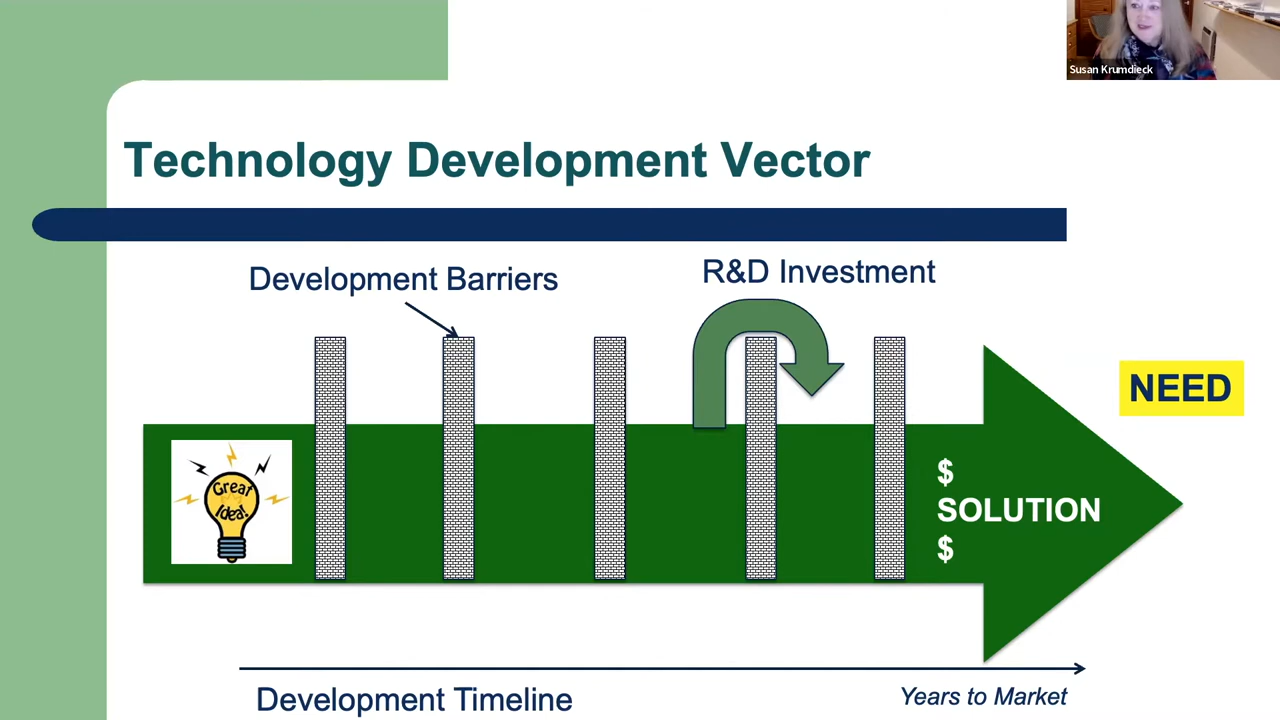 Susan Krumdieck
Technology Development Vector
Development Barriers
R&D Investment
NEED
Great
Idea!
$
SOLUTION
$
Development Timeline
Years to Market